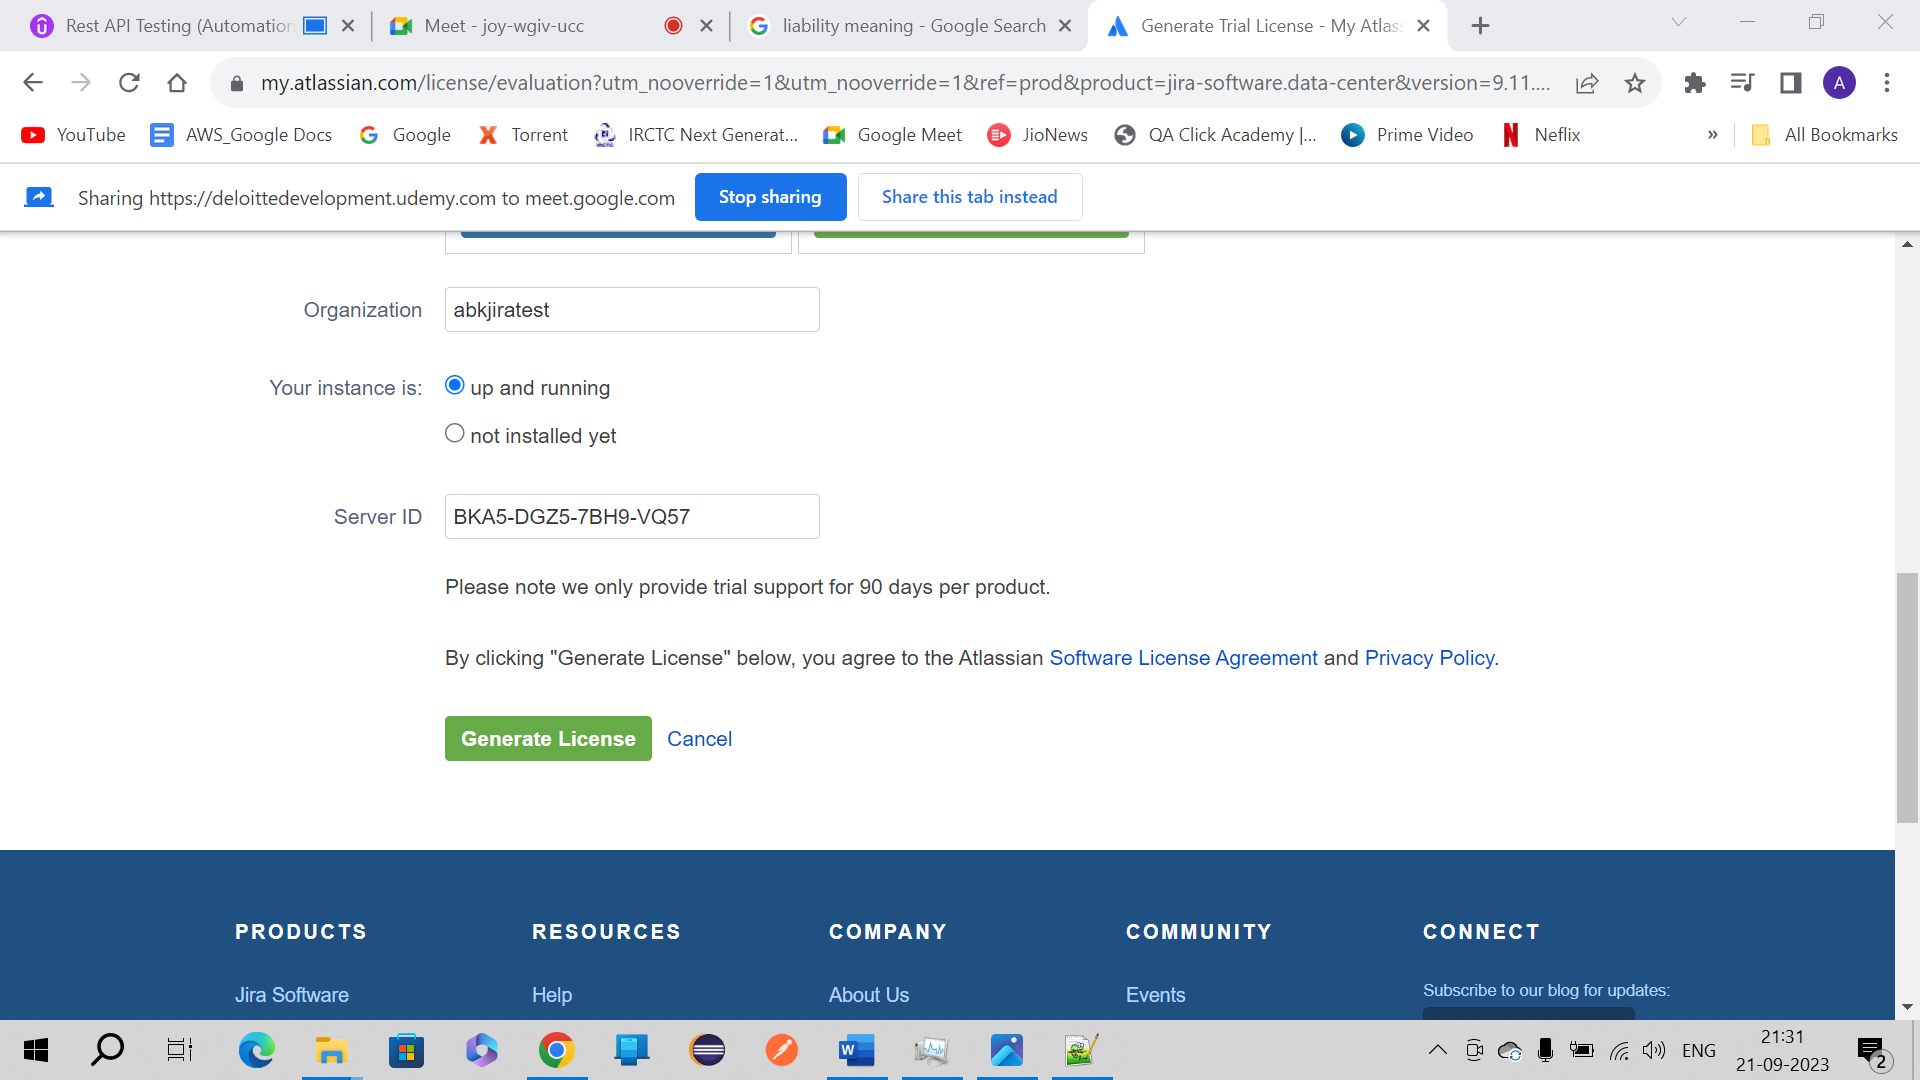 Rest API Testing (Automation
Meet - joy-wgiv-ucc
liability meaning - Google Search
Generate Trial License - My Atlas
my.atlassian.com/license/evaluation?utm_nooverride=1&utm_nooverride=1&ref=prod&product=jira-software.data-center&version=9.11....
A
YouTube
AWS_Google Docs
Google
Torrent
IRCTC Next Generat...
Google Meet
JioNews
QA Click Academy |...
Prime Video
Neflix
»
All Bookmarks
Sharing https://deloittedevelopment.udemy.com to meet.google.com
Stop sharing
Share this tab instead
Organization
abkjiratest
Your instance is:
up and running
not installed yet
Server ID
BKA5-DGZ5-7BH9-VQ57
Please note we only provide trial support for 90 days per product.
By clicking "Generate License" below, you agree to the Atlassian Software License Agreement and Privacy Policy.
Generate License
Cancel
PRODUCTS
RESOURCES
COMPANY
COMMUNITY
CONNECT
Jira Software
Help
About Us
Events
Subscribe to our blog for updates:
ENG
21:31
21-09-2023
2